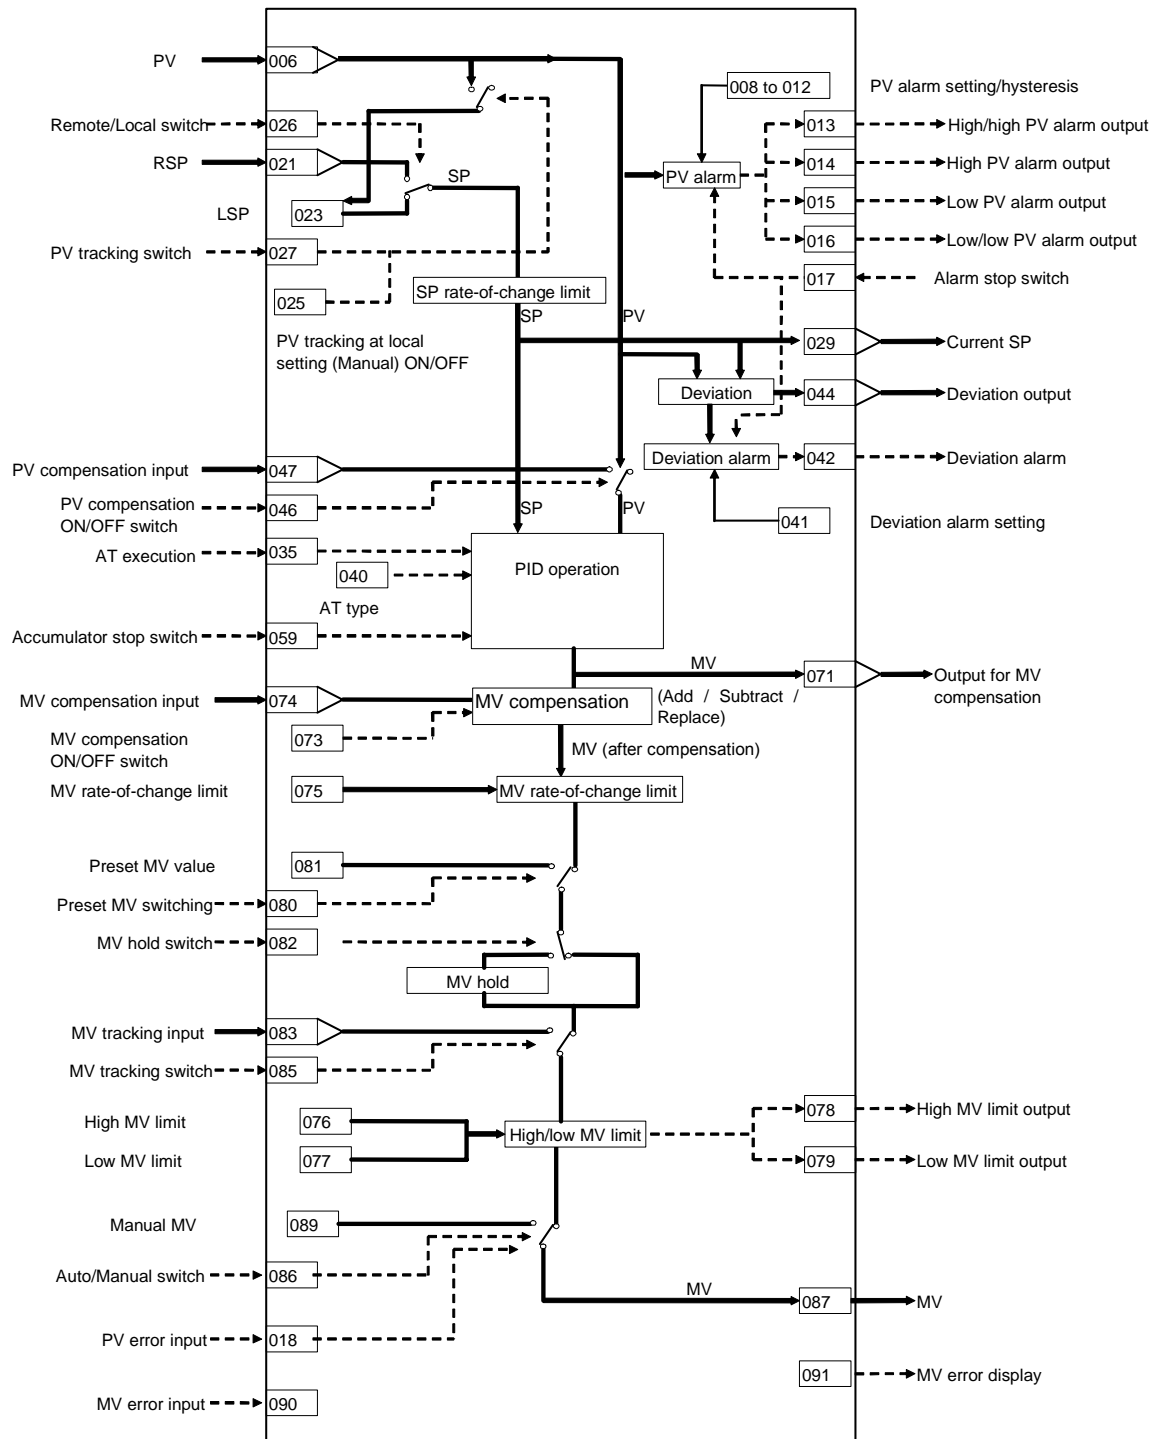 PV
006
008 to 012
PV alarm setting/hysteresis
Remote/Local switch
026
013
High/high PV alarm output
RSP
021
SP
PV alarm
014
High PV alarm output
LSP
023
015
Low PV alarm output
016
Low/low PV alarm output
PV tracking switch
027
017
Alarm stop switch
025
SP rate-of-change limit
SP
PV
PV tracking at local
setting (Manual) ON/OFF
029
Current SP
Deviation
044
Deviation output
Deviation alarm
042
Deviation alarm
PV compensation input
047
PV compensation
ON/OFF switch
046
SP
PV
041
Deviation alarm setting
AT execution
035
PID operation
040
AT type
Accumulator stop switch
059
MV
071
Output for MV
compensation
MV compensation input
074
MV compensation
(Add / Subtract /
Replace)
MV compensation
ON/OFF switch
073
MV (after compensation)
MV rate-of-change limit
075
MV rate-of-change limit
Preset MV value
081
Preset MV switching
080
MV hold switch
082
MV hold
MV tracking input
083
MV tracking switch
085
High MV limit
076
078
High MV limit output
High/low MV limit
Low MV limit
077
079
Low MV limit output
Manual MV
089
Auto/Manual switch
086
MV
087
MV
PV error input
018
091
MV error display
MV error input
090